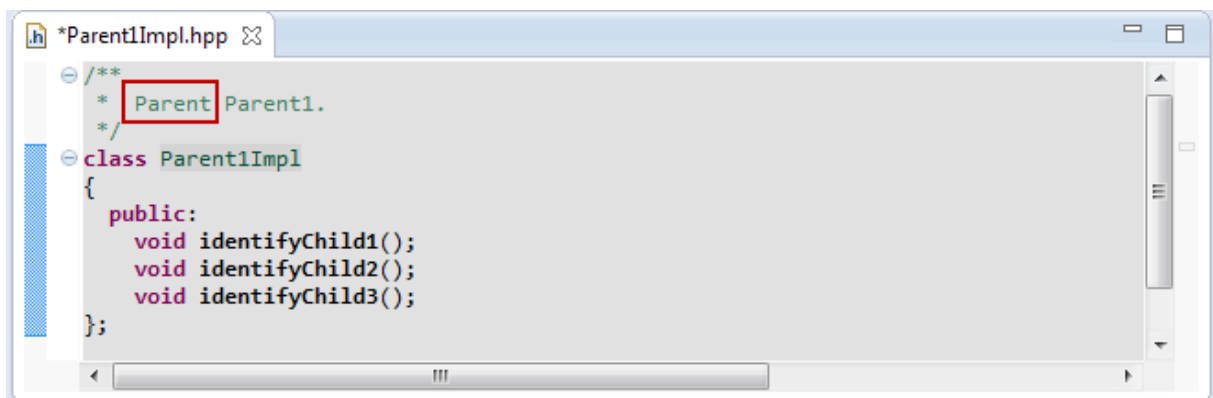 .h *Parent1Impl.hpp
/**
 *  Parent Parent1.
 */
class Parent1Impl
{
  public:
    void identifyChild1();
    void identifyChild2();
    void identifyChild3();
};